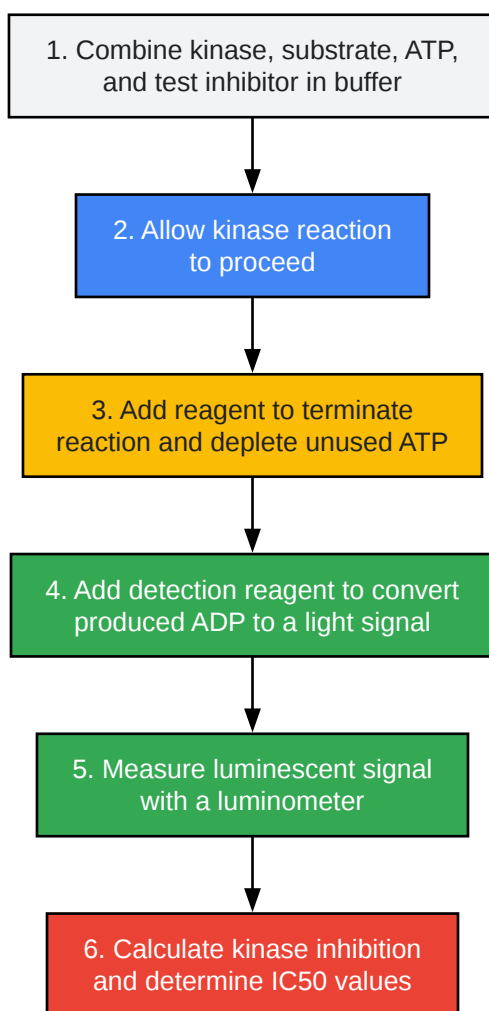 1. Combine kinase, substrate, ATP,
and test inhibitor in buffer
2. Allow kinase reaction
to proceed
3. Add reagent to terminate
reaction and deplete unused ATP
4. Add detection reagent to convert
produced ADP to a light signal
5. Measure luminescent signal
with a luminometer
6. Calculate kinase inhibition
and determine IC50 values